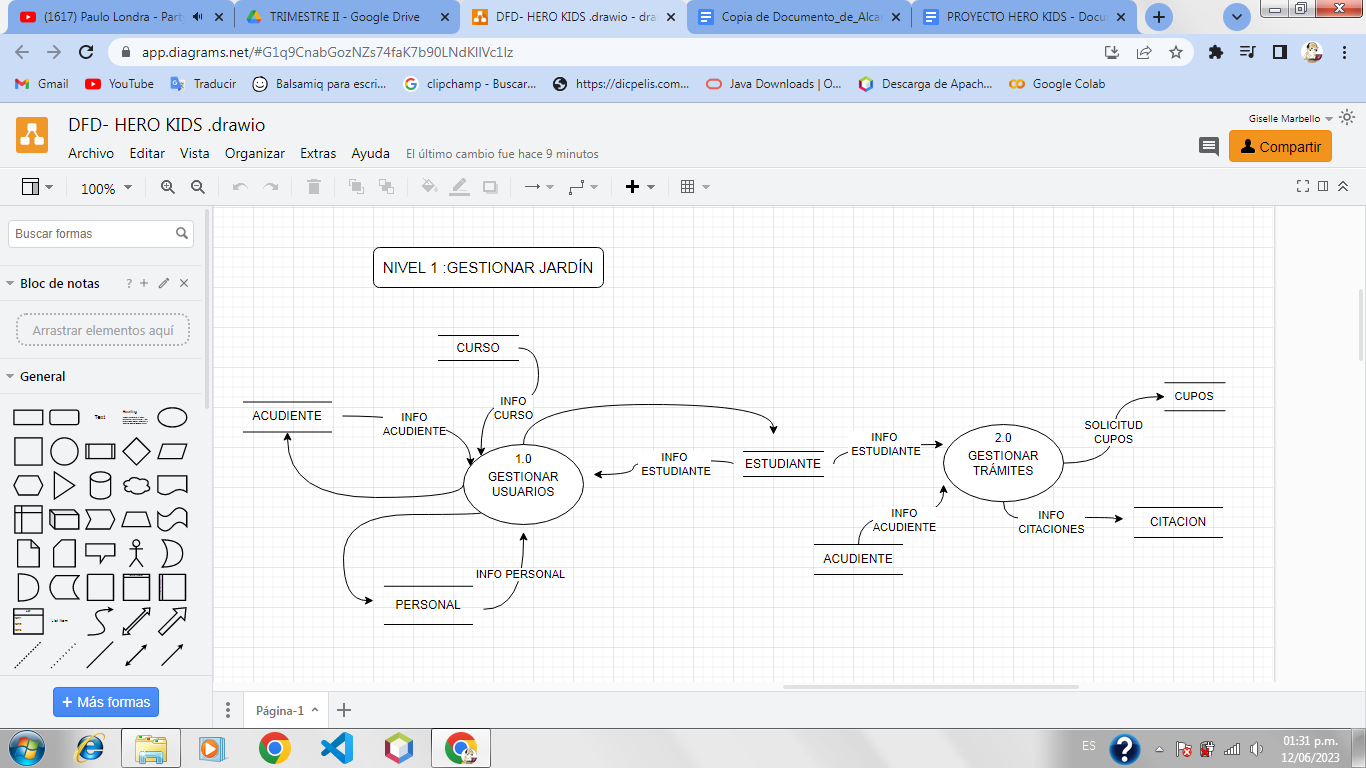 (1617) Paulo Londra - Part
TRIMESTRE II - Google Drive
DFD- HERO KIDS .drawio - dra
Copia de Documento_de_Alca
PROYECTO HERO KIDS - Docu
app.diagrams.net/#G1q9CnabGozNZs74faK7b90LNdKIIVc1Iz
Gmail
YouTube
Traducir
Balsamiq para escri...
clipchamp - Buscar...
https://dicpelis.com...
Java Downloads | O...
Descarga de Apach...
Google Colab
DFD- HERO KIDS .drawio
Giselle Marbello
Archivo Editar Vista Organizar Extras Ayuda
El último cambio fue hace 9 minutos
Compartir
100%
Buscar formas
Bloc de notas
Arrastrar elementos aquí
General
Text
Heading
List Item
+ Más formas
NIVEL 1 :GESTIONAR JARDÍN
CURSO
INFO
CURSO
ACUDIENTE
INFO
ACUDIENTE
1.0
GESTIONAR
USUARIOS
INFO
ESTUDIANTE
ESTUDIANTE
INFO
ESTUDIANTE
2.0
GESTIONAR
TRÁMITES
SOLICITUD
CUPOS
CUPOS
INFO
ACUDIENTE
ACUDIENTE
INFO
CITACIONES
CITACION
INFO PERSONAL
PERSONAL
Página-1
ES
01:31 p.m.
12/06/2023